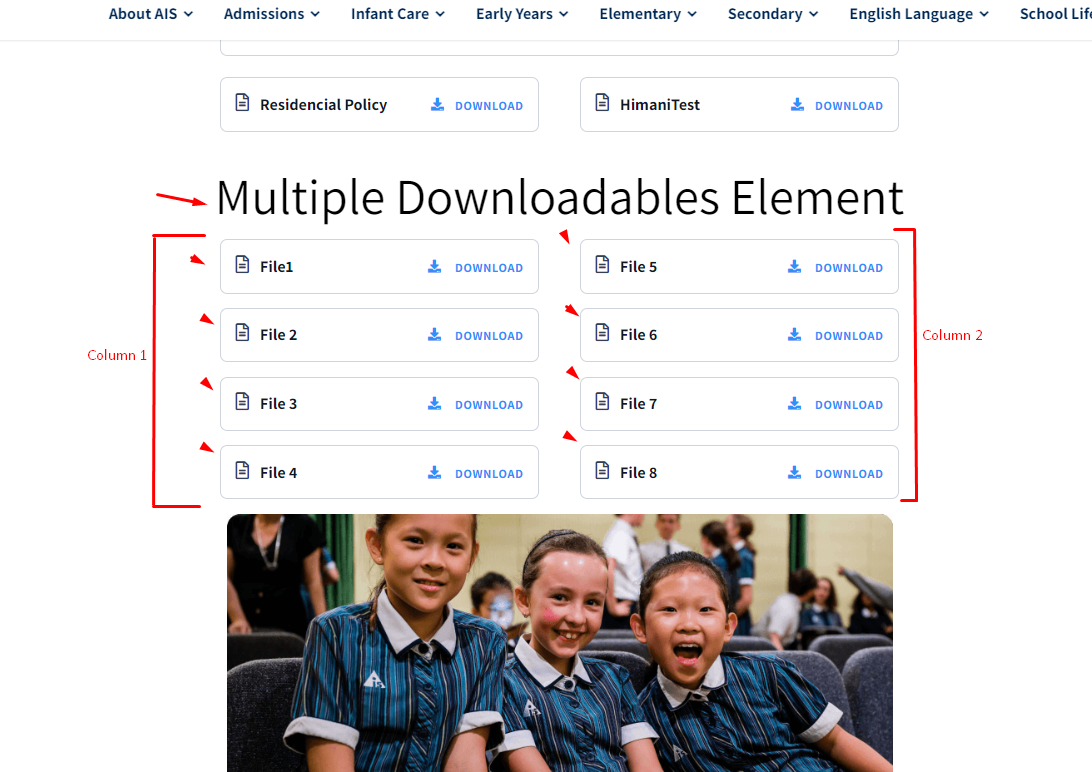 About AIS Admissions Infant Care Early Years Elementary Secondary English Language School Life
Residencial Policy DOWNLOAD HimaniTest DOWNLOAD
Multiple Downloadables Element
File1 DOWNLOAD File 5 DOWNLOAD
File 2 DOWNLOAD File 6 DOWNLOAD
Column 1 Column 2
File 3 DOWNLOAD File 7 DOWNLOAD
File 4 DOWNLOAD File 8 DOWNLOAD